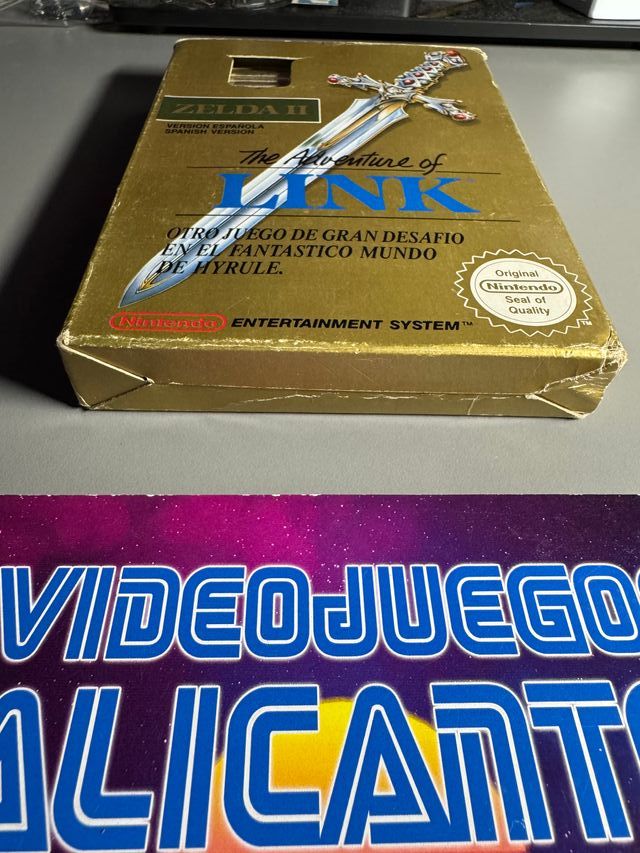 ZELDA II
VERSION ESPAÑOLA
SPANISH VERSION
The Adventure of
LINK
OTRO JUEGO DE GRAN DESAFIO
EN EL FANTASTICO MUNDO
DE HYRULE.
Nintendo ENTERTAINMENT SYSTEM™
Original
Nintendo
Seal of
Quality
TM
VIDEOJUEGO
ALICANT